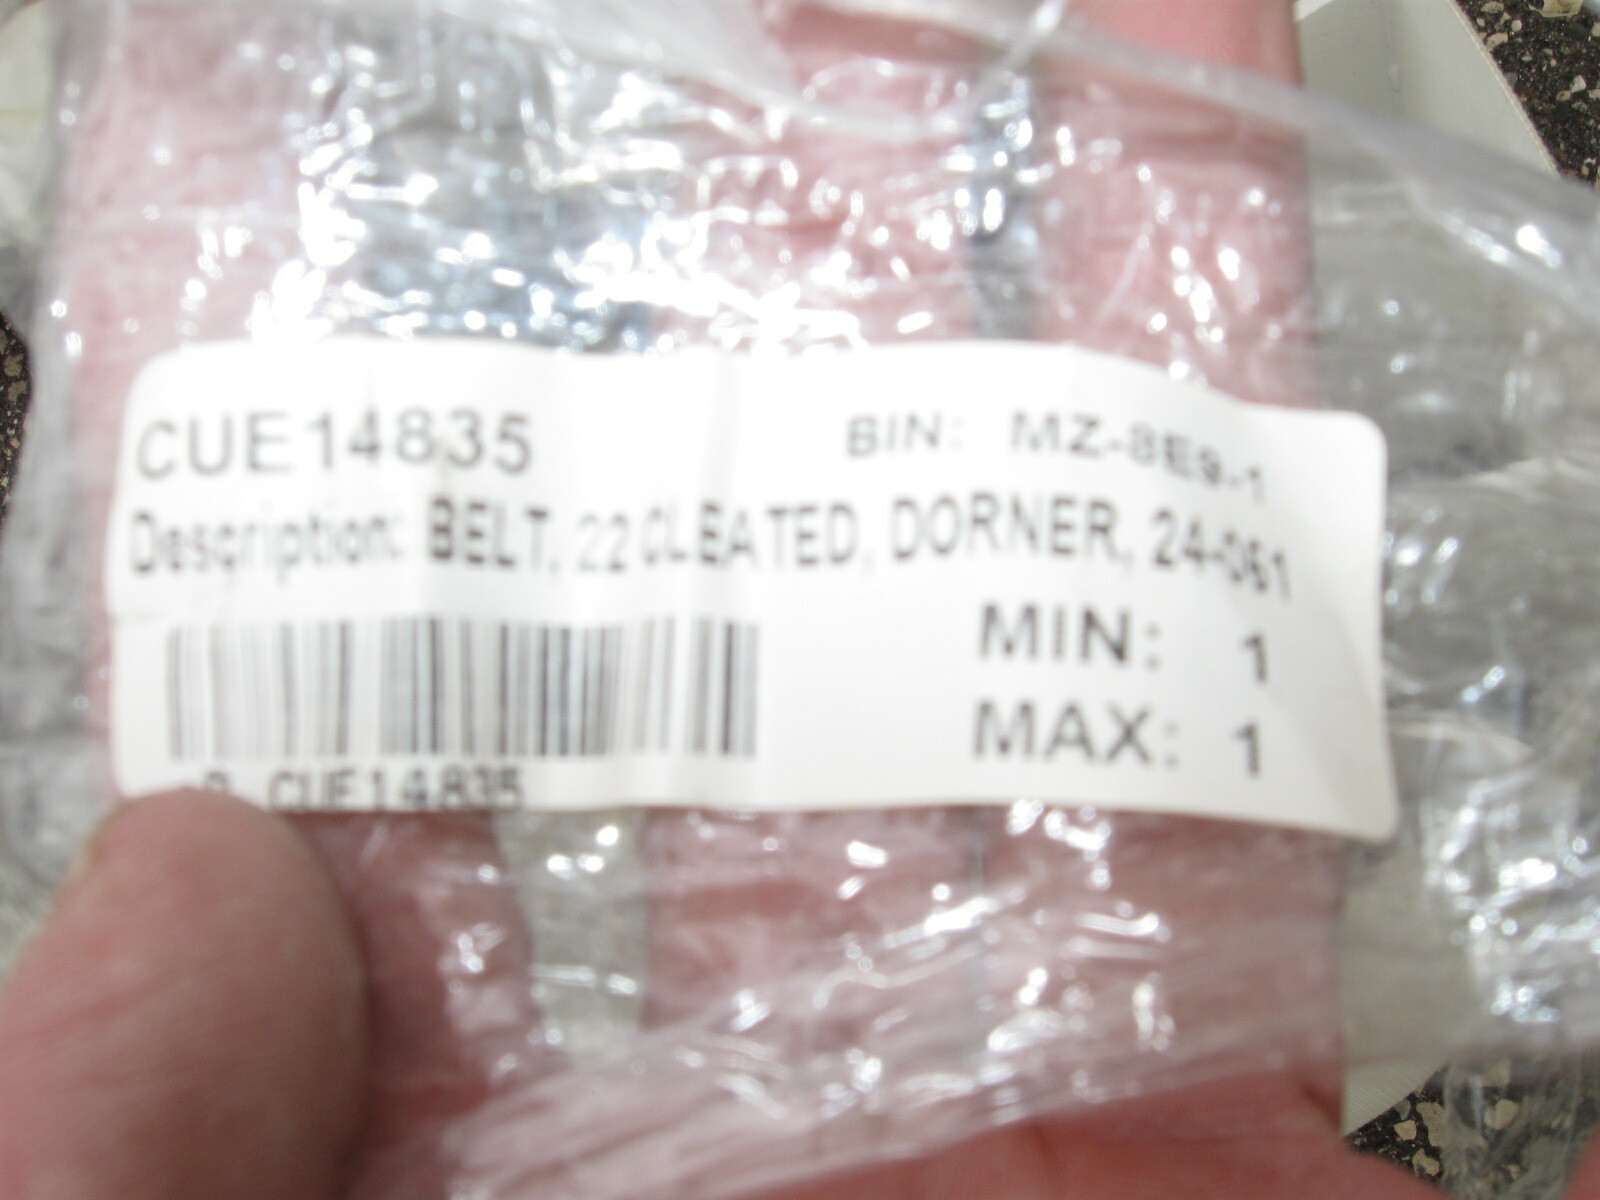 CUE14835
BIN: MZ-8E9-1
Description: BELT, 22 CLEATED, DORNER, 24-061
MIN: 1
MAX: 1
CUE14835